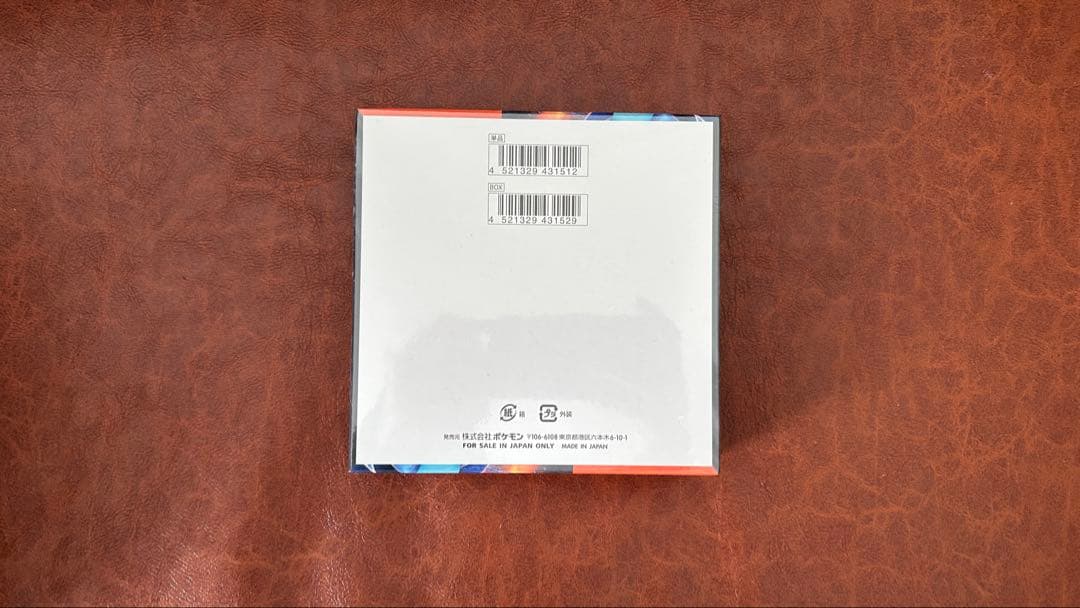 単品
4 521329 431512
BOX
4 521329 431529
紙 箱 プラ 外装
発売元 株式会社ポケモン 〒106-6108 東京都港区六本木6-10-1
FOR SALE IN JAPAN ONLY MADE IN JAPAN